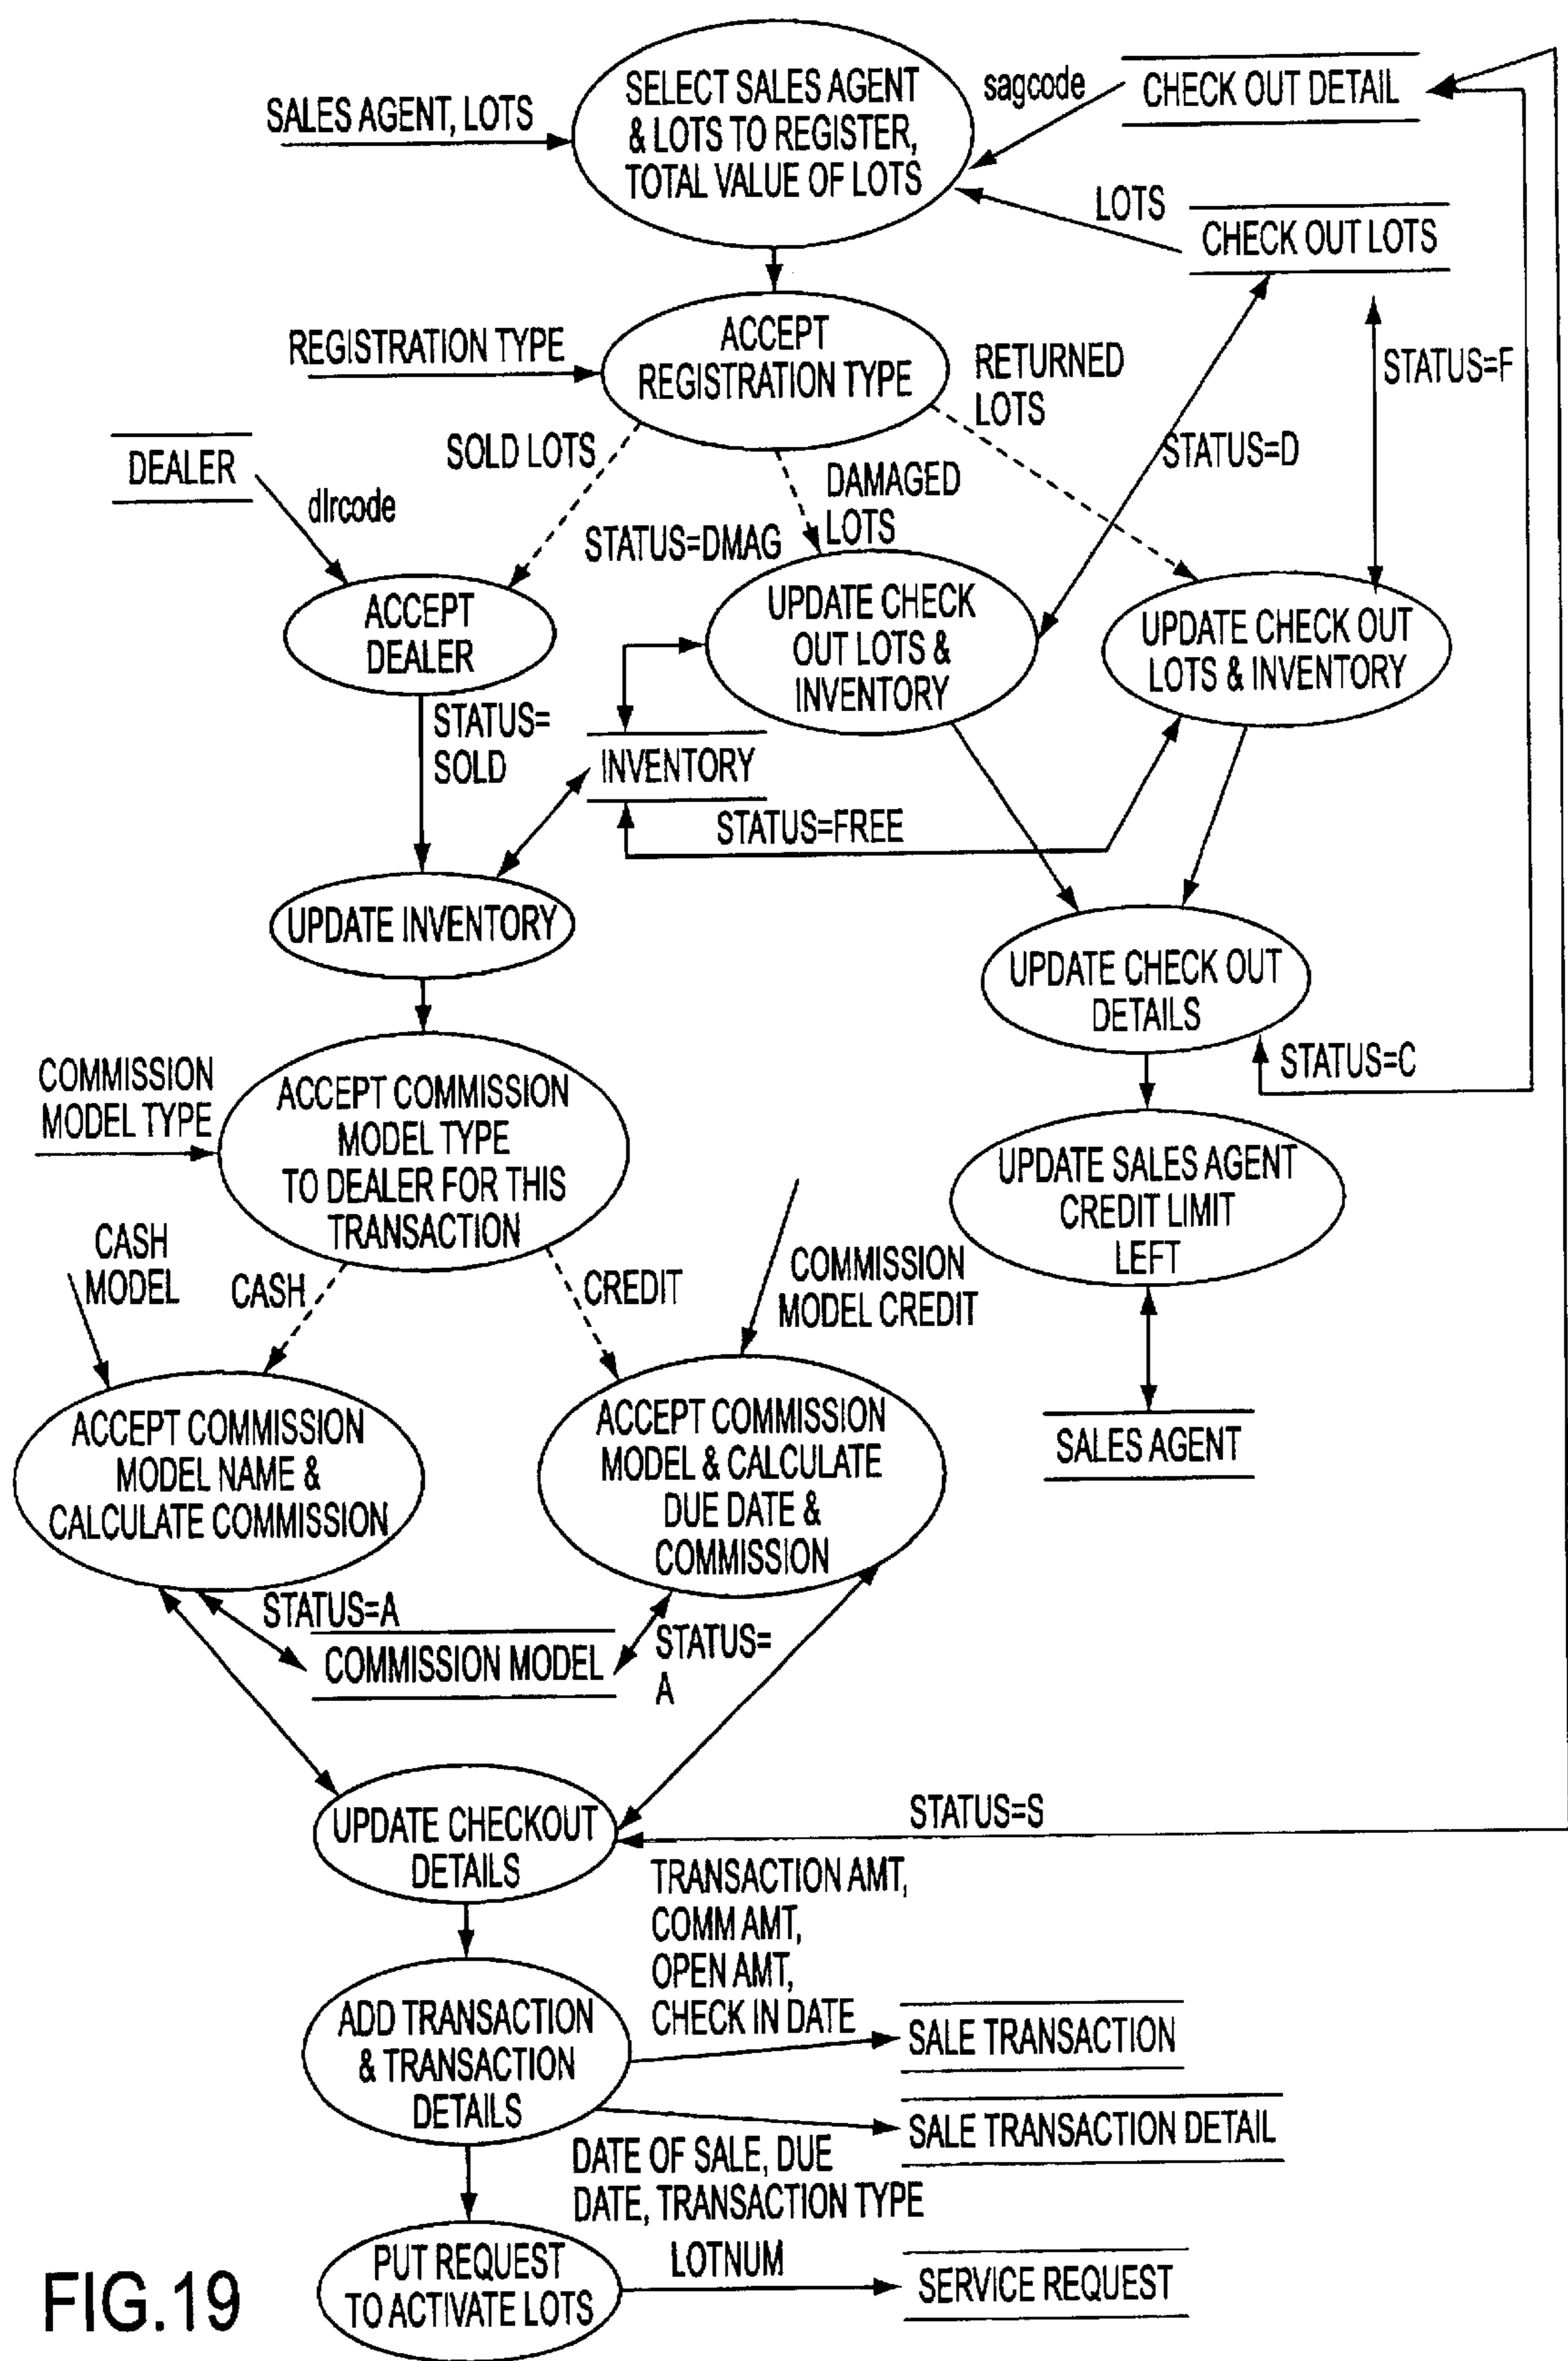 SELECT SALES AGENT
& LOTS TO REGISTER,
TOTAL VALUE OF LOTS
SALES AGENT, LOTS
sagcode
CHECK OUT DETAIL
LOTS
CHECK OUT LOTS
REGISTRATION TYPE
ACCEPT
REGISTRATION TYPE
RETURNED
LOTS
STATUS=F
DEALER
SOLD LOTS
dlrcode
STATUS=DMAG
DAMAGED
LOTS
STATUS=D
ACCEPT
DEALER
UPDATE CHECK
OUT LOTS &
INVENTORY
UPDATE CHECK OUT
LOTS & INVENTORY
STATUS=
SOLD
INVENTORY
STATUS=FREE
UPDATE INVENTORY
UPDATE CHECK OUT
DETAILS
STATUS=C
COMMISSION
MODEL TYPE
ACCEPT COMMISSION
MODEL TYPE
TO DEALER FOR THIS
TRANSACTION
UPDATE SALES AGENT
CREDIT LIMIT
LEFT
CASH
MODEL
CASH
CREDIT
COMMISSION
MODEL CREDIT
ACCEPT COMMISSION
MODEL NAME &
CALCULATE COMMISSION
ACCEPT COMMISSION
MODEL & CALCULATE
DUE DATE &
COMMISSION
SALES AGENT
STATUS=A
COMMISSION MODEL
STATUS=
A
UPDATE CHECKOUT
DETAILS
STATUS=S
TRANSACTION AMT,
COMM AMT,
OPEN AMT,
CHECK IN DATE
ADD TRANSACTION
& TRANSACTION
DETAILS
SALE TRANSACTION
SALE TRANSACTION DETAIL
DATE OF SALE, DUE
DATE, TRANSACTION TYPE
PUT REQUEST
TO ACTIVATE LOTS
LOTNUM
SERVICE REQUEST
FIG.19